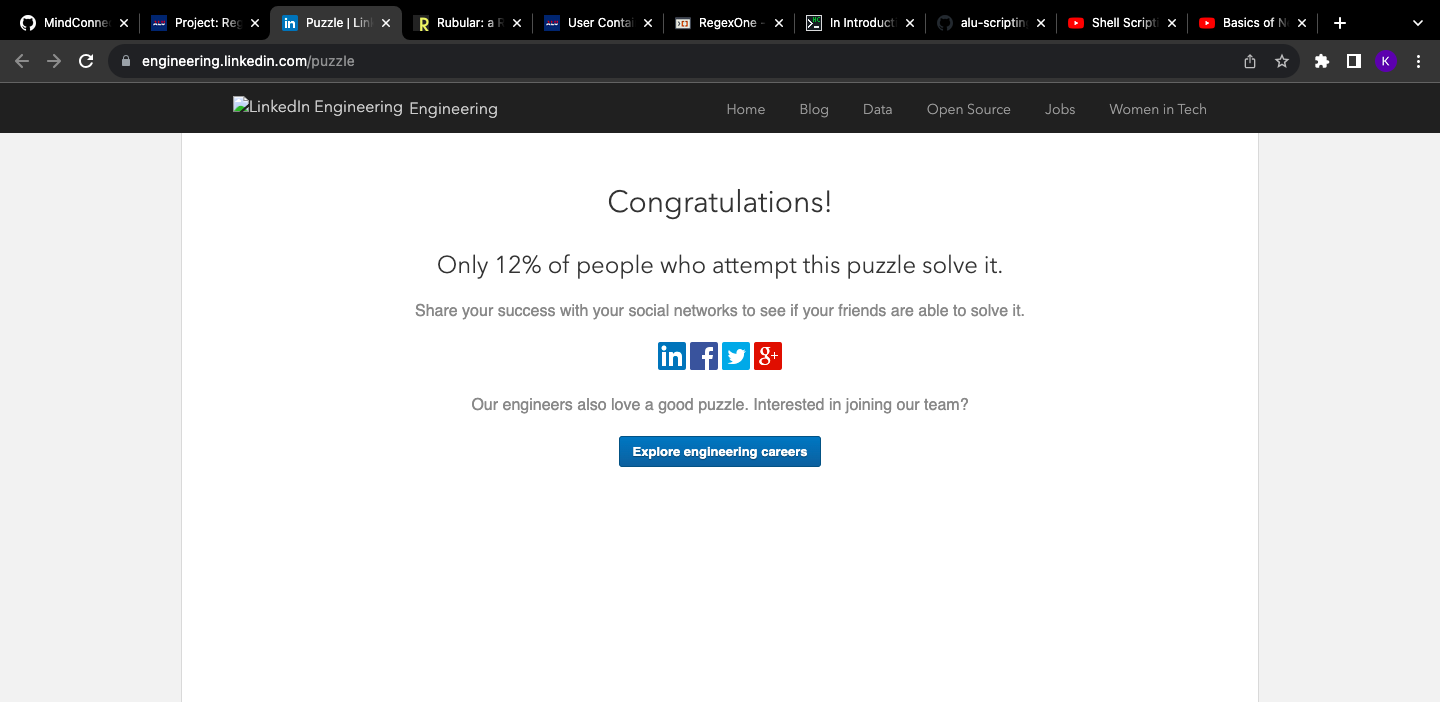 MindConne
Project: Reg
Puzzle | Lin
Rubular: a R
User Contai
RegexOne -
In Introduct
alu-scripting
Shell Scripti
Basics of N
engineering.linkedin.com/puzzle
K
LinkedIn Engineering Engineering
Home
Blog
Data
Open Source
Jobs
Women in Tech
Congratulations!
Only 12% of people who attempt this puzzle solve it.
Share your success with your social networks to see if your friends are able to solve it.
in f g+
Our engineers also love a good puzzle. Interested in joining our team?
Explore engineering careers